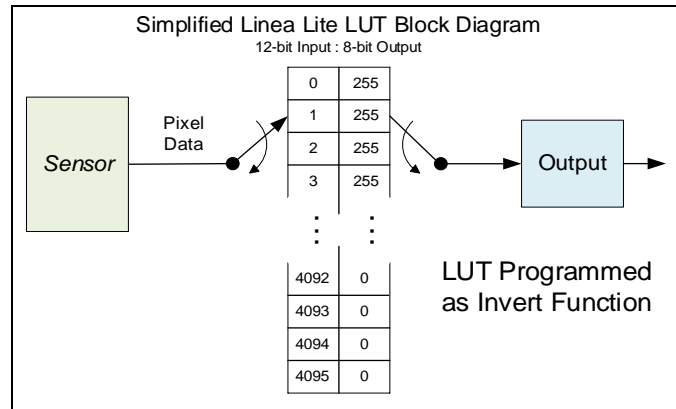 Simplified Linea Lite LUT Block Diagram
12-bit Input : 8-bit Output
Sensor
Pixel
Data
0 255
1 255
2 255
3 255
4092 0
4093 0
4094 0
4095 0
Output
LUT Programmed
as Invert Function